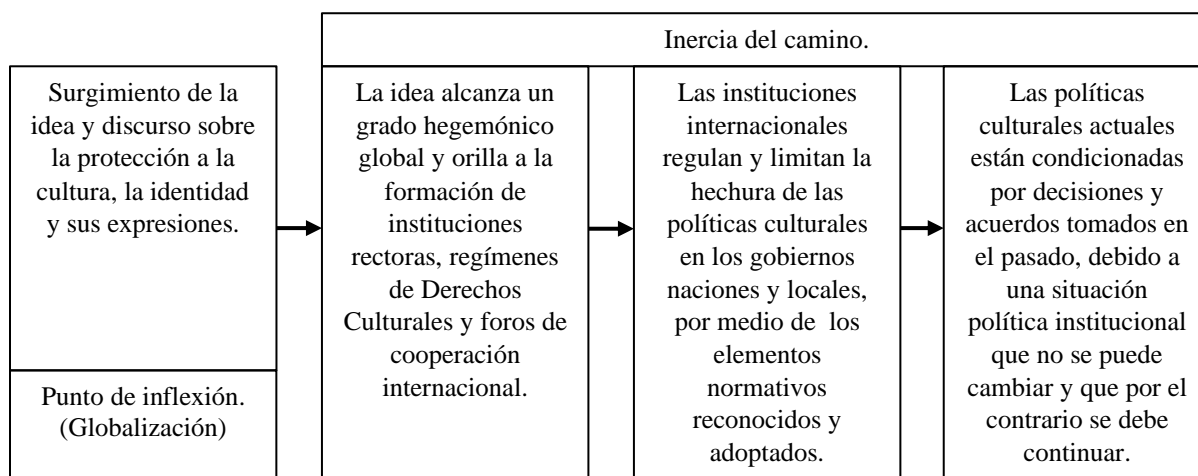 Inercia del camino.
Surgimiento de la
idea y discurso sobre
la protección a la
cultura, la identidad
y sus expresiones.
Punto de inflexión.
(Globalización)
La idea alcanza un
grado hegemónico
global y orilla a la
formación de
instituciones
rectoras, regímenes
de Derechos
Culturales y foros de
cooperación
internacional.
Las instituciones
internacionales
regulan y limitan la
hechura de las
políticas culturales
en los gobiernos
naciones y locales,
por medio de los
elementos
normativos
reconocidos y
adoptados.
Las políticas
culturales actuales
están condicionadas
por decisiones y
acuerdos tomados en
el pasado, debido a
una situación
política institucional
que no se puede
cambiar y que por el
contrario se debe
continuar.